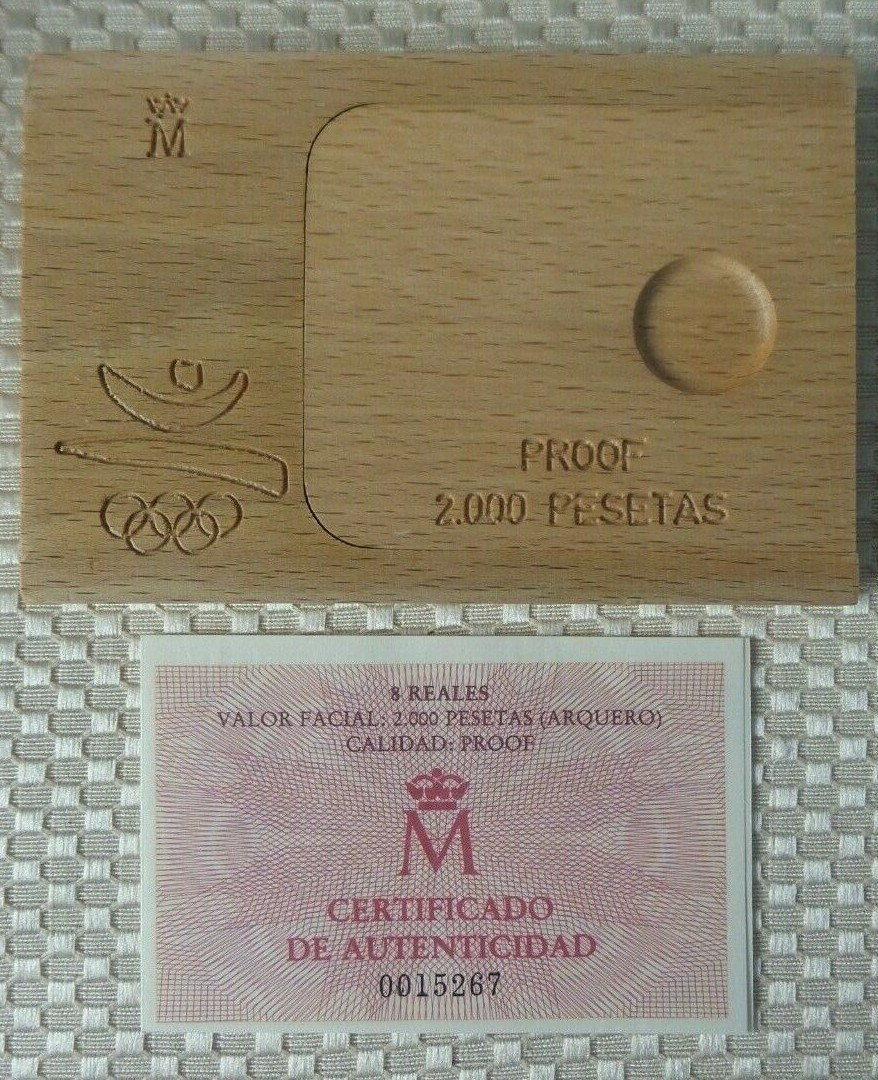 M
PROOF
2.000 PESETAS
8 REALES
VALOR FACIAL: 2.000 PESETAS (ARQUERO)
CALIDAD: PROOF
M
CERTIFICADO
DE AUTENTICIDAD
0015267